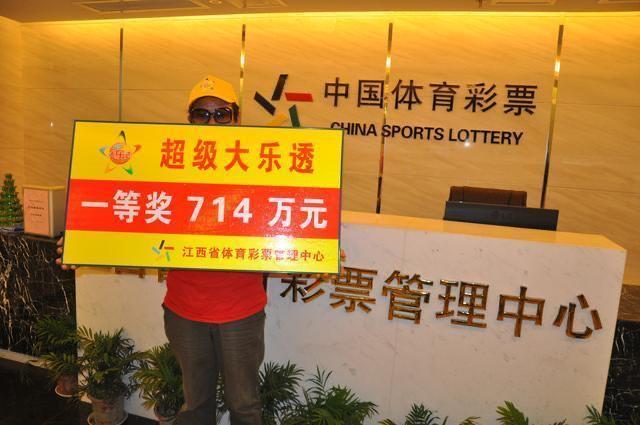 中国体育彩票
CHINA SPORTS LOTTERY
超级大乐透
一等奖 714 万元
江西省体育彩票管理中心
彩票管理中心